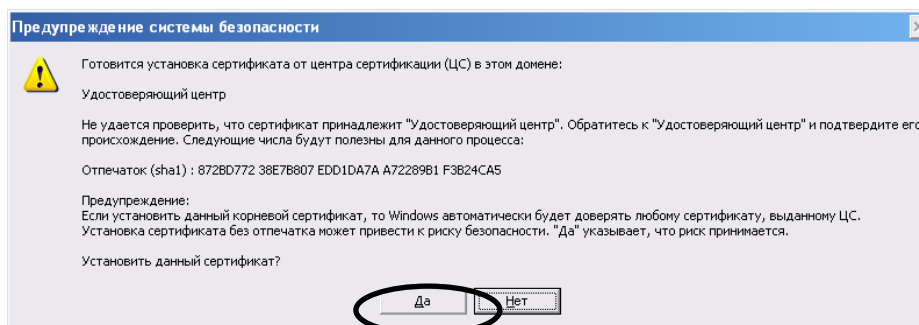 Предупреждение системы безопасности
Готовится установка сертификата от центра сертификации (ЦС) в этом домене:
Удостоверяющий центр
Не удается проверить, что сертификат принадлежит "Удостоверяющий центр". Обратитесь к "Удостоверяющий центр" и подтвердите его
происхождение. Следующие числа будут полезны для данного процесса:
Отпечаток (sha1) : 872BD772 38E7B807 EDD1DA7A A72289B1 F3B24CA5
Предупреждение:
Если установить данный корневой сертификат, то Windows автоматически будет доверять любому сертификату, выданному ЦС.
Установка сертификата без отпечатка может привести к риску безопасности. "Да" указывает, что риск принимается.
Установить данный сертификат?
Да
Нет